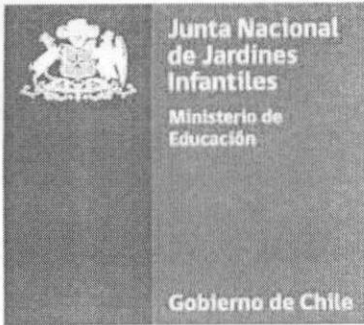 Junta Nacional
de Jardines
Infantiles
Ministerio de
Educación
Gobierno de Chile